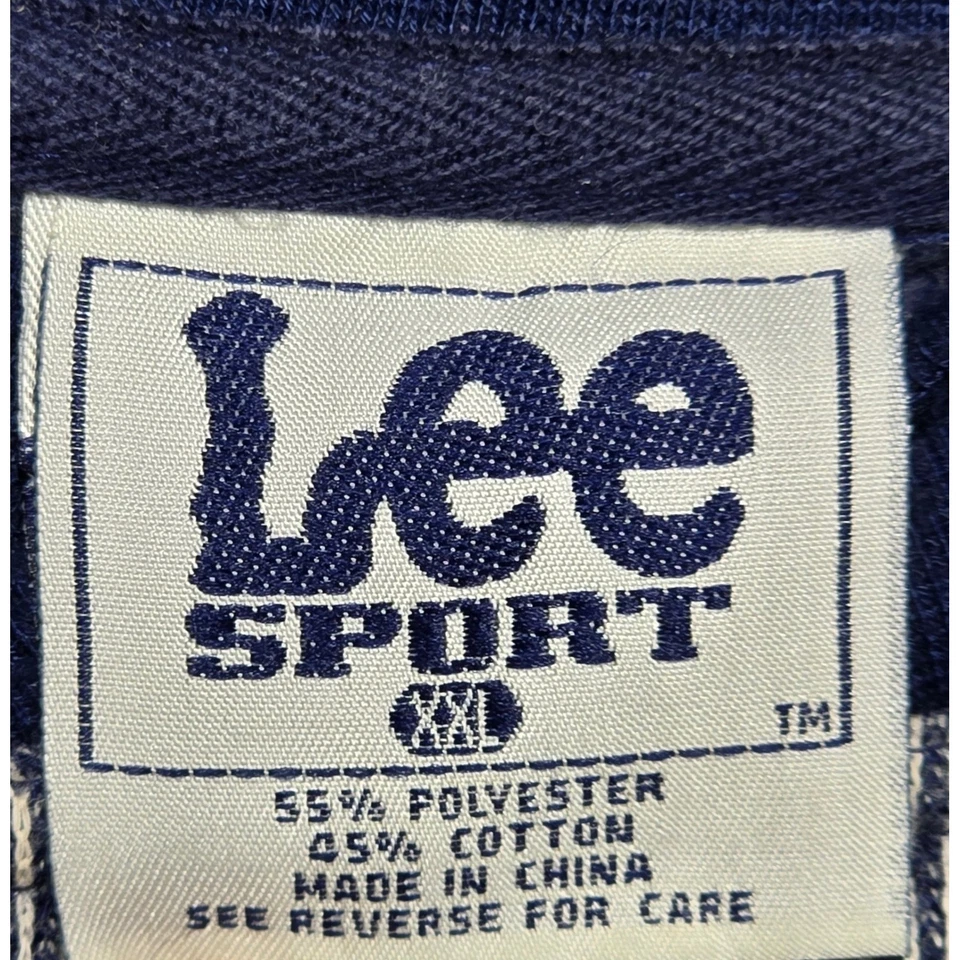 Lee
SPORT
XXL
TM
55% POLYESTER
45% COTTON
MADE IN CHINA
SEE REVERSE FOR CARE